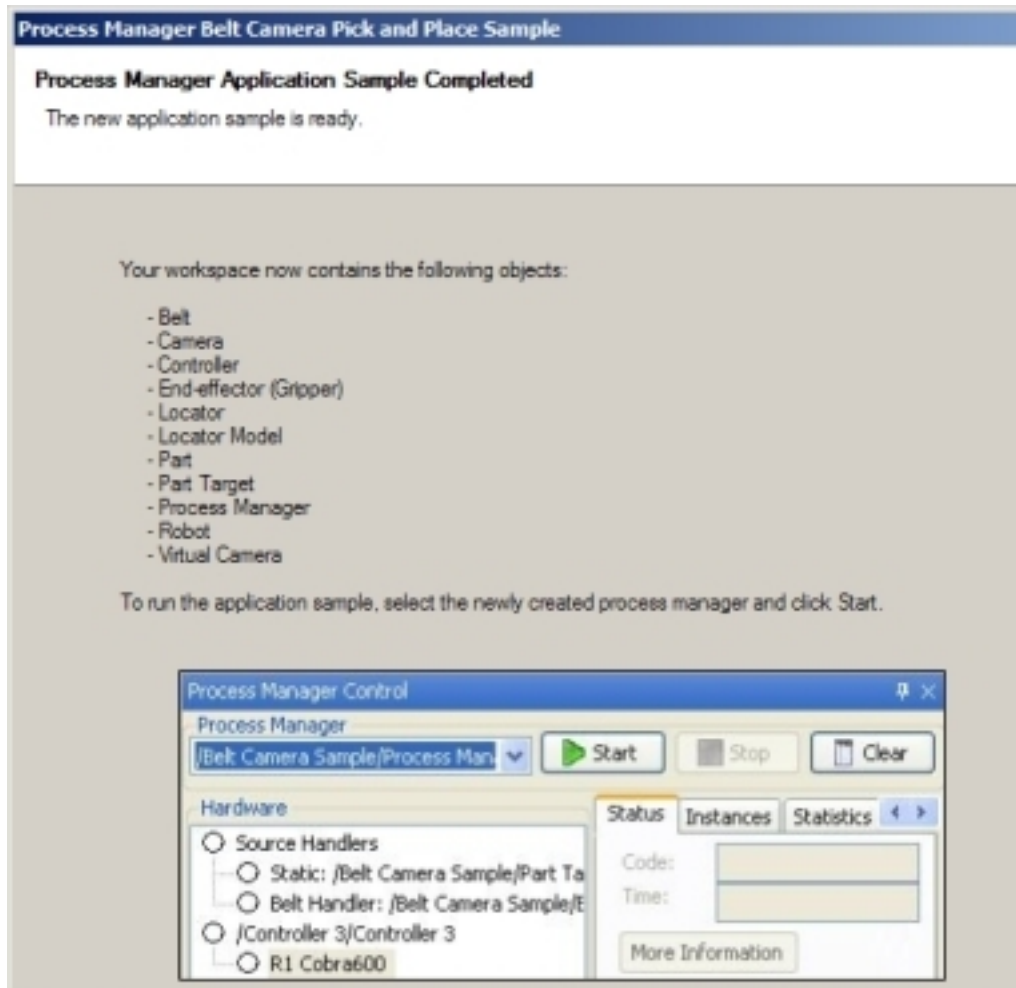 Process Manager Belt Camera Pick and Place Sample
Process Manager Application Sample Completed
The new application sample is ready.
Your workspace now contains the following objects:
- Belt
- Camera
- Controller
- End-effector (Gripper)
- Locator
- Locator Model
- Part
- Part Target
- Process Manager
- Robot
- Virtual Camera
To run the application sample, select the newly created process manager and click Start.
Process Manager Control
Process Manager
/Belt Camera Sample/Process Man
Start
Stop
Clear
Hardware
Status Instances Statistics
Source Handlers
Static: /Belt Camera Sample/Part Ta
Belt Handler: /Belt Camera Sample/E
/Controller 3/Controller 3
R1 Cobra600
Code:
Time:
More Information